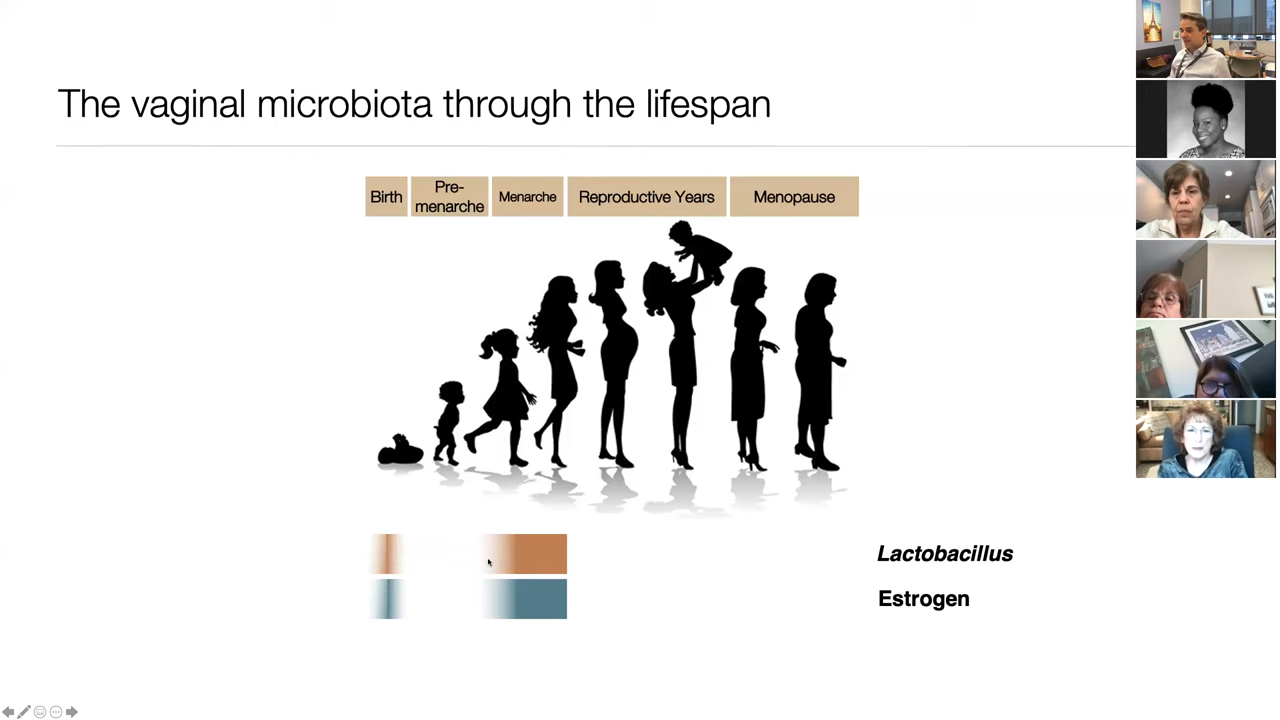 The vaginal microbiota through the lifespan
Birth
Pre-
menarche
Menarche
Reproductive Years
Menopause
Lactobacillus
Estrogen